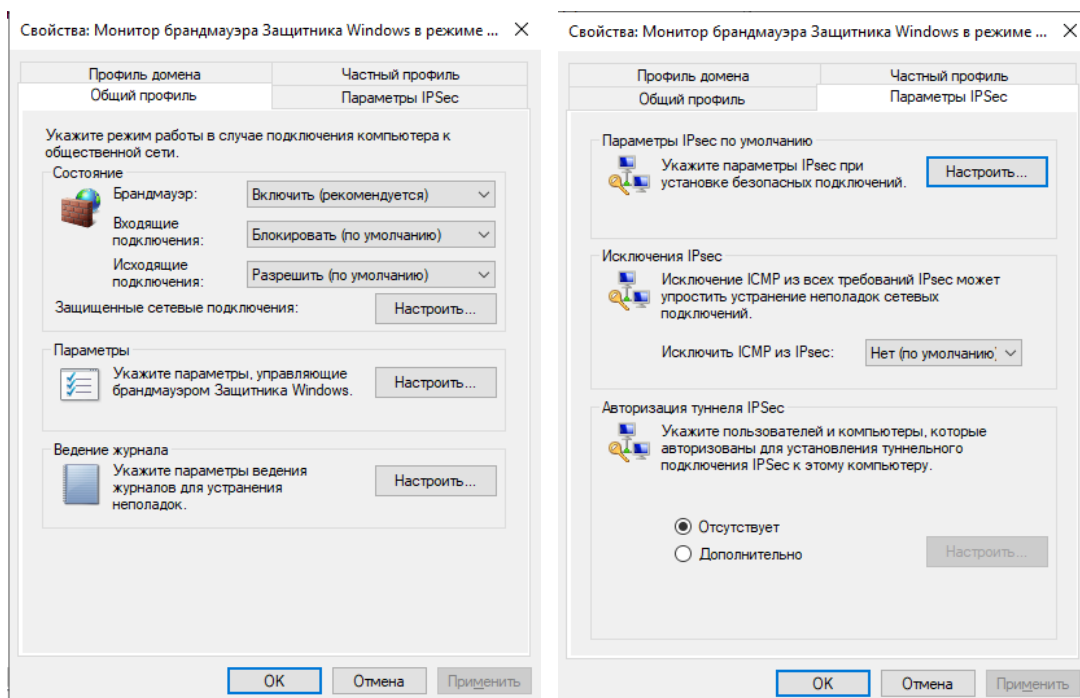 Свойства: Монитор брандмауэра Защитника Windows в режиме ...
Профиль домена
Частный профиль
Общий профиль
Параметры IPSec
Укажите режим работы в случае подключения компьютера к
общественной сети.
Состояние
Брандмауэр:
Включить (рекомендуется)
Входящие
подключения:
Блокировать (по умолчанию)
Исходящие
подключения:
Разрешить (по умолчанию)
Защищенные сетевые подключения:
Настроить...
Параметры
Укажите параметры, управляющие
брандмауэром Защитника Windows.
Настроить...
Ведение журнала
Укажите параметры ведения
журналов для устранения
неполадок.
Настроить...
OK
Отмена
Применить
Свойства: Монитор брандмауэра Защитника Windows в режиме ...
Профиль домена
Частный профиль
Общий профиль
Параметры IPSec
Параметры IPsec по умолчанию
Укажите параметры IPsec при
установке безопасных подключений.
Настроить...
Исключения IPsec
Исключение ICMP из всех требований IPsec может
упростить устранение неполадок сетевых
подключений.
Исключить ICMP из IPsec:
Нет (по умолчанию)
Авторизация туннеля IPSec
Укажите пользователей и компьютеры, которые
авторизованы для установления туннельного
подключения IPSec к этому компьютеру.
Отсутствует
Дополнительно
Настроить...
OK
Отмена
Применить